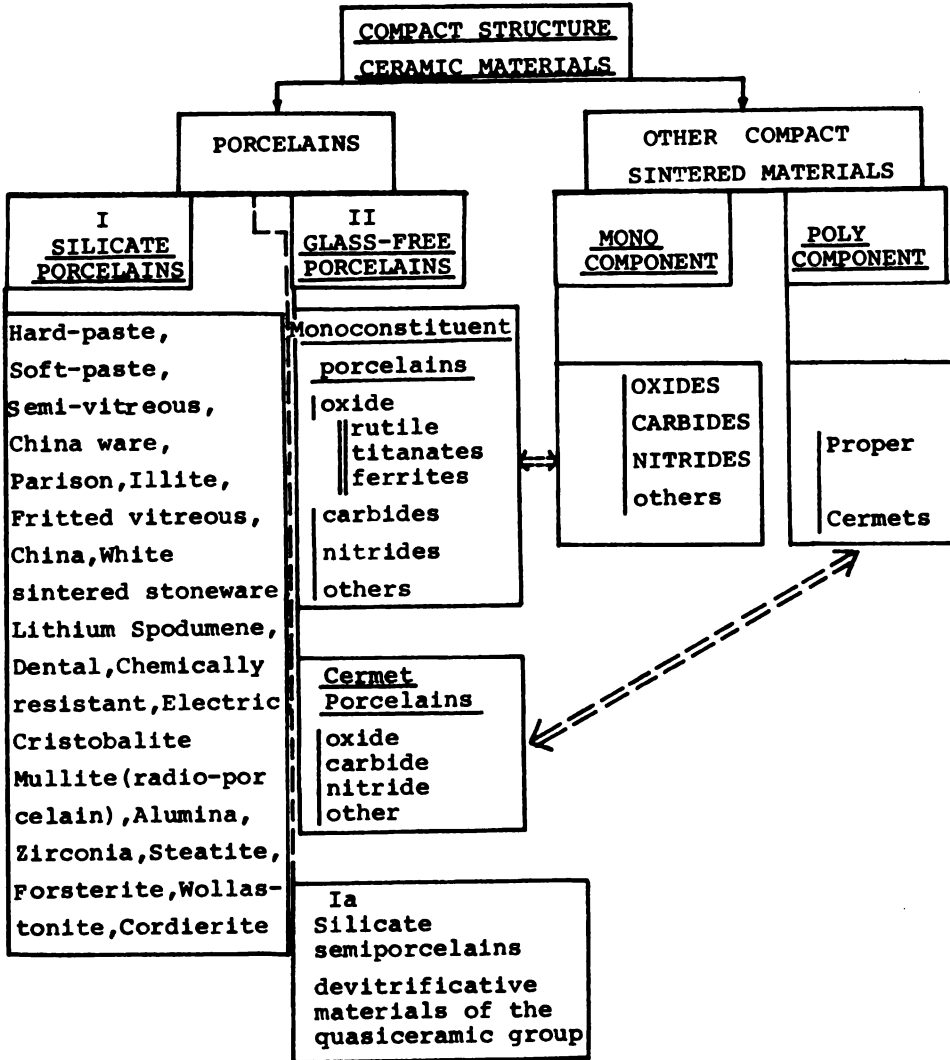 COMPACT STRUCTURE
CERAMIC MATERIALS
PORCELAINS
OTHER COMPACT
SINTERED MATERIALS
I
SILICATE
PORCELAINS
II
GLASS-FREE
PORCELAINS
MONO
COMPONENT
POLY
COMPONENT
Hard-paste,
Soft-paste,
Semi-vitreous,
China ware,
Parison,Illite,
Fritted vitreous,
China,White
sintered stoneware
Lithium Spodumene,
Dental,Chemically
resistant,Electric
Cristobalite
Mullite(radio-por
celain),Alumina,
Zirconia,Steatite,
Forsterite,Wollas-
tonite,Cordierite
Monoconstituent
porcelains
oxide
rutile
titanates
ferrites
carbides
nitrides
others
OXIDES
CARBIDES
NITRIDES
others
Proper
Cermets
Cermet
Porcelains
oxide
carbide
nitride
other
Ia
Silicate
semiporcelains
devitrificative
materials of the
quasiceramic group